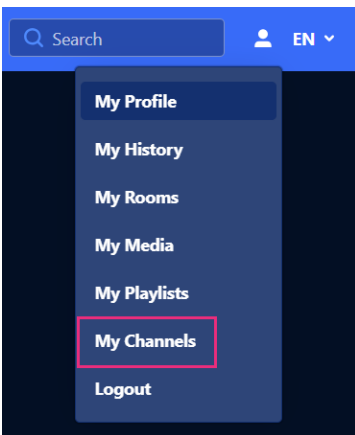 Search
EN
My Profile
My History
My Rooms
My Media
My Playlists
My Channels
Logout